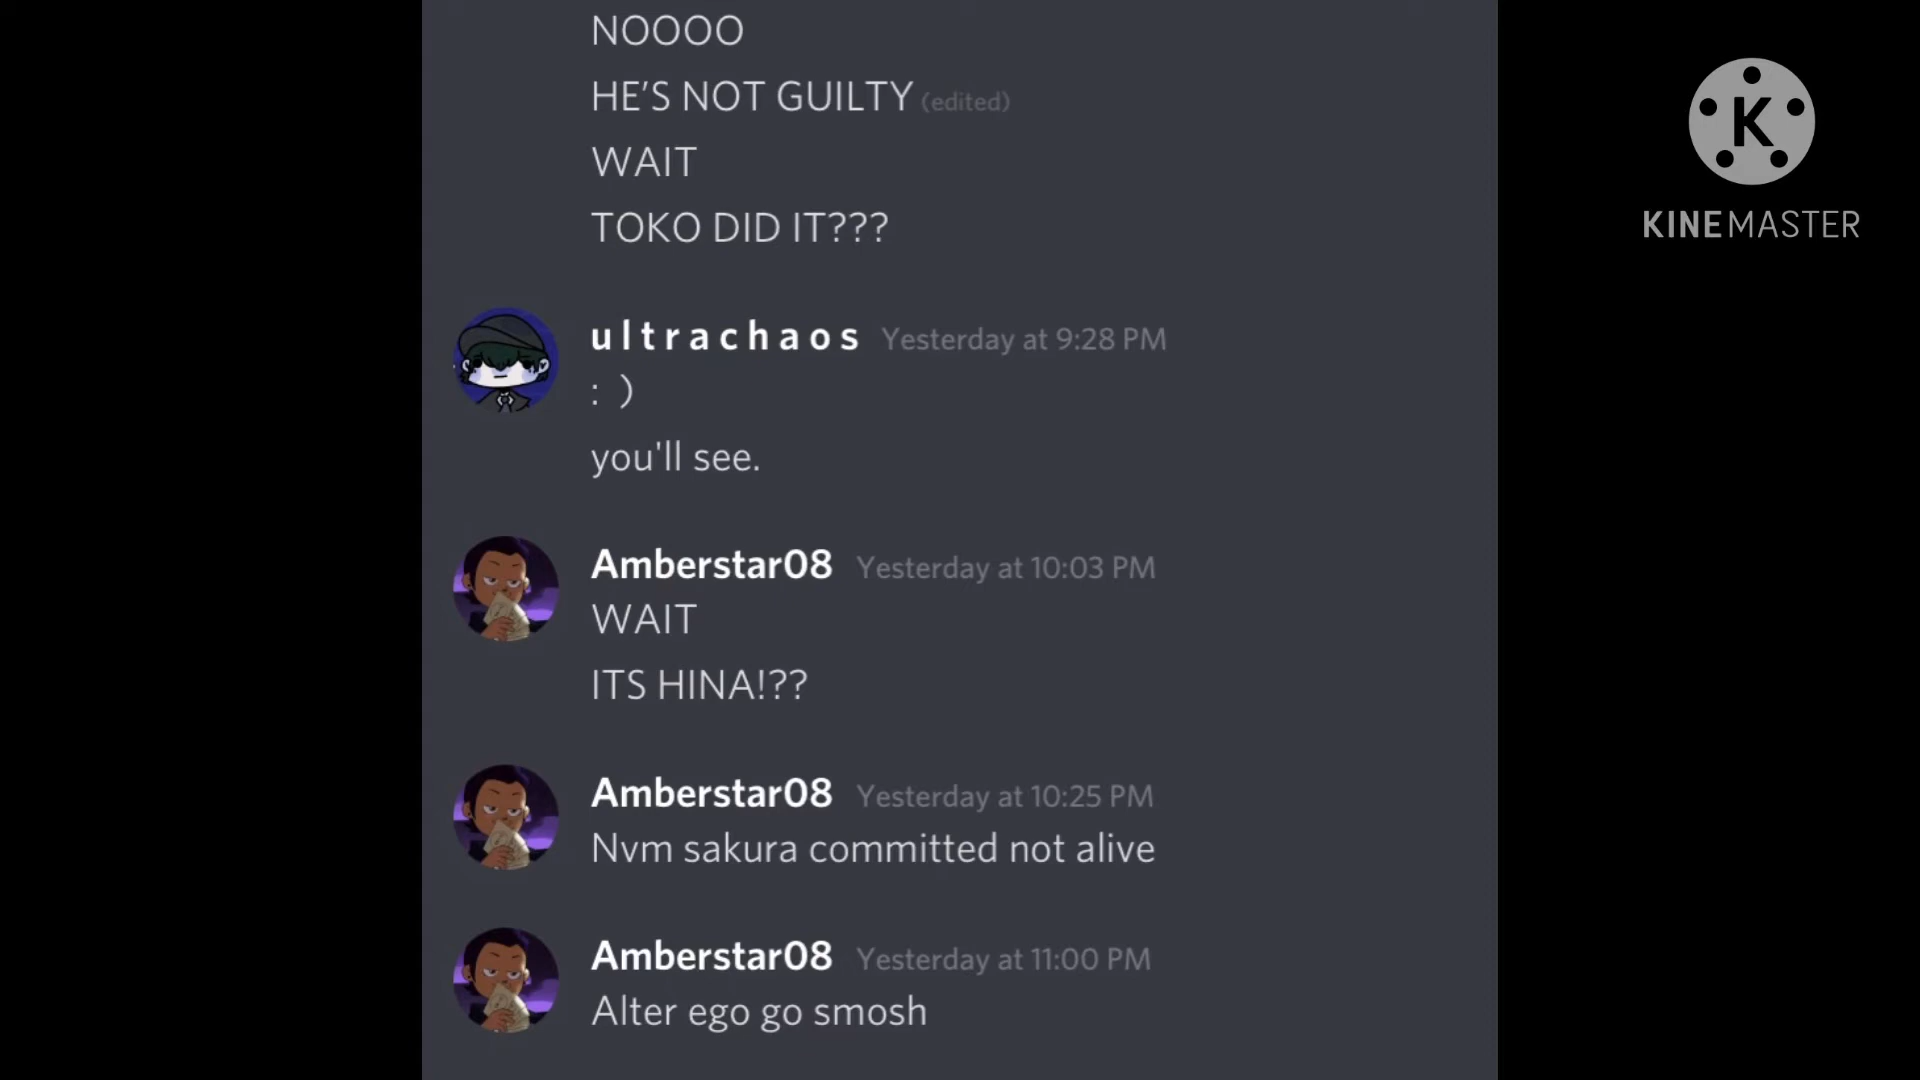 NOOOO
HE’S NOT GUILTY (edited)
WAIT
TOKO DID IT???
u l t r a c h a o s Yesterday at 9:28 PM
: )
you'll see.
Amberstar08 Yesterday at 10:03 PM
WAIT
ITS HINA!??
Amberstar08 Yesterday at 10:25 PM
Nvm sakura committed not alive
Amberstar08 Yesterday at 11:00 PM
Alter ego go smosh
K
KINEMASTER